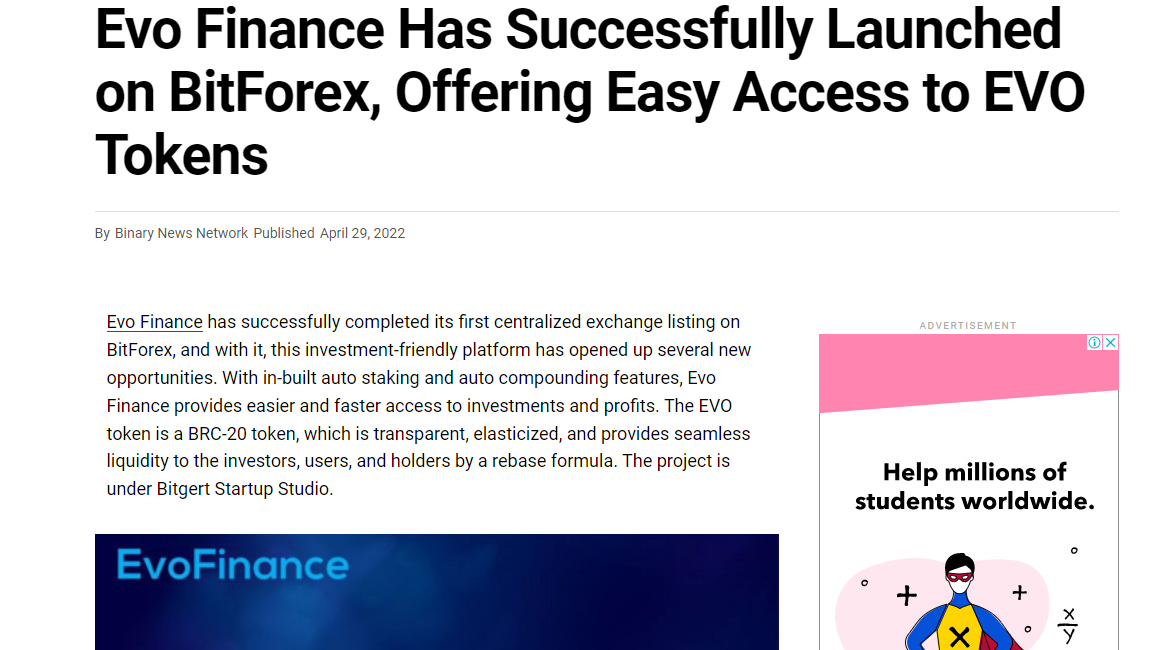 Evo Finance Has Successfully Launched
on BitForex, Offering Easy Access to EVO
Tokens
By Binary News Network Published April 29, 2022
Evo Finance has successfully completed its first centralized exchange listing on
BitForex, and with it, this investment-friendly platform has opened up several new
opportunities. With in-built auto staking and auto compounding features, Evo
Finance provides easier and faster access to investments and profits. The EVO
token is a BRC-20 token, which is transparent, elasticized, and provides seamless
liquidity to the investors, users, and holders by a rebase formula. The project is
under Bitgert Startup Studio.
EvoFinance
ADVERTISEMENT
Help millions of
students worldwide.
+
+
x
y
X